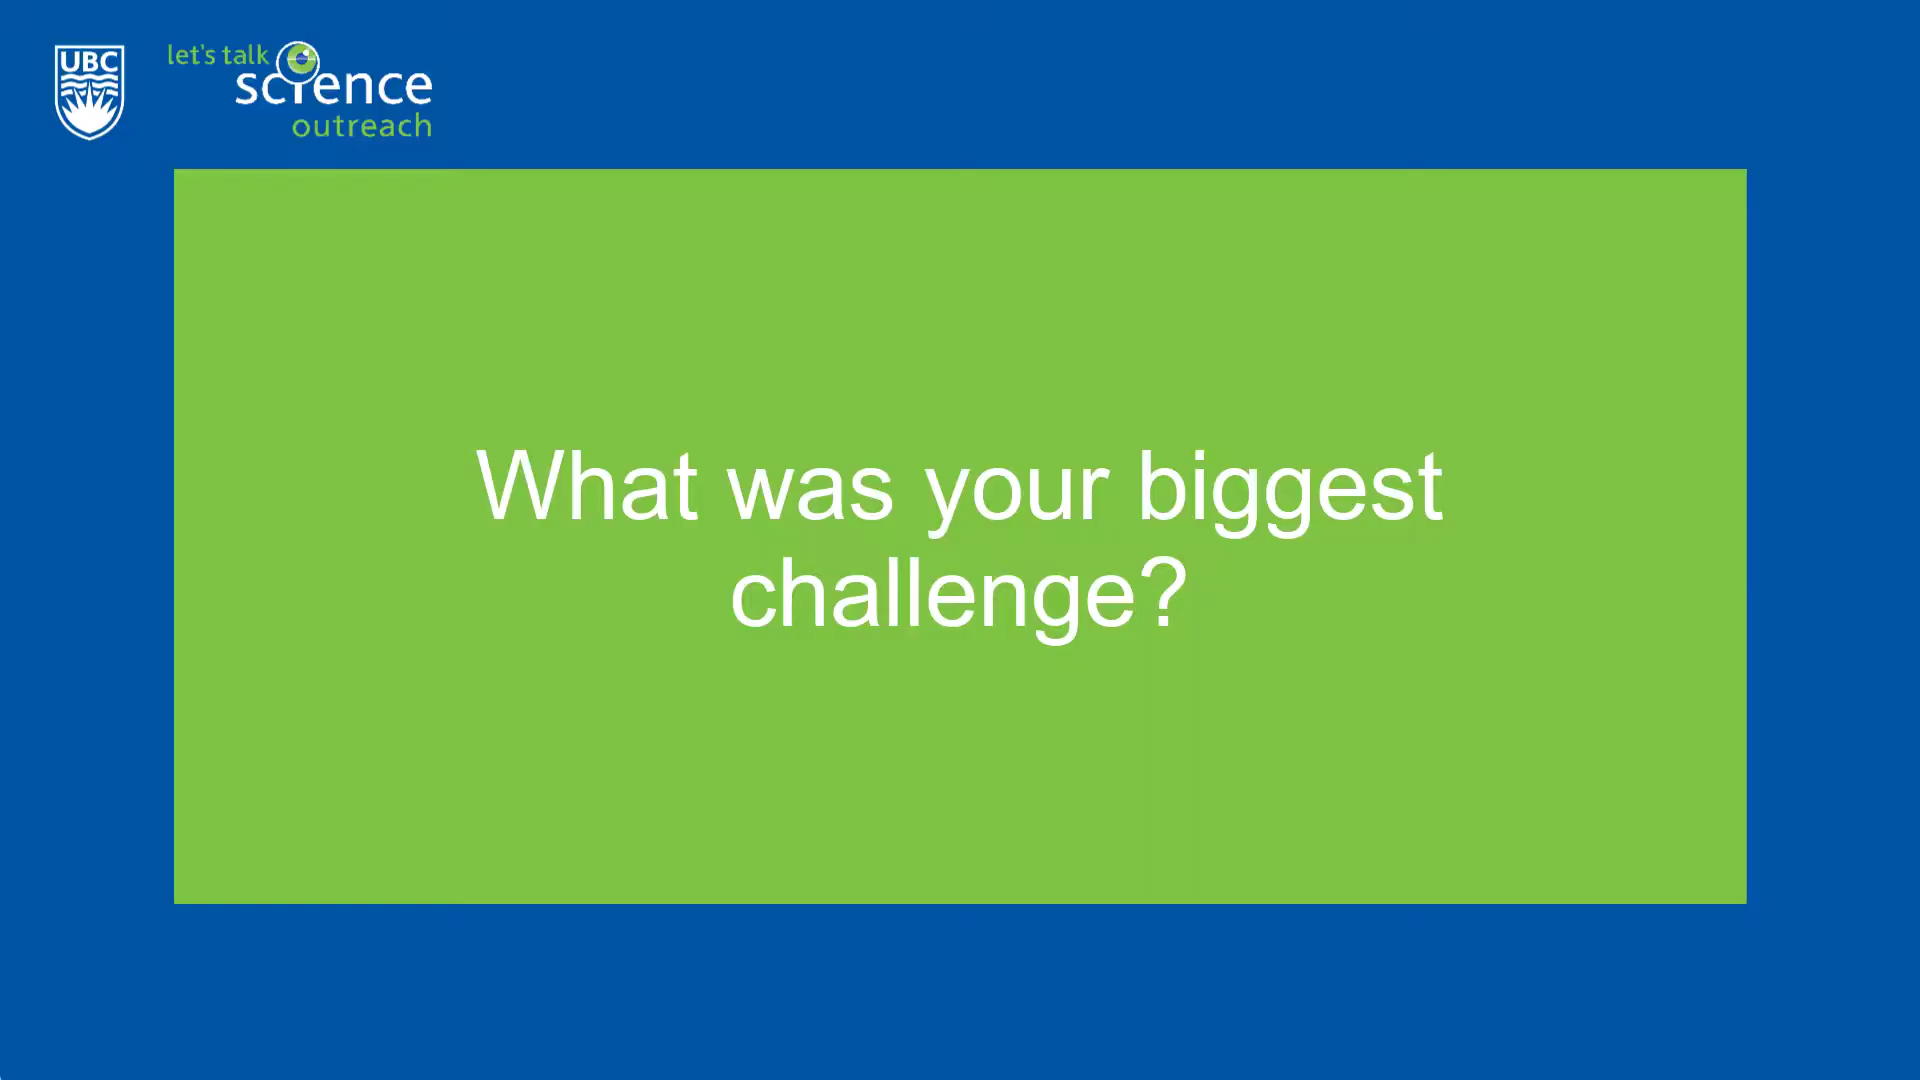 UBC
let's talk
science
outreach
What was your biggest
challenge?